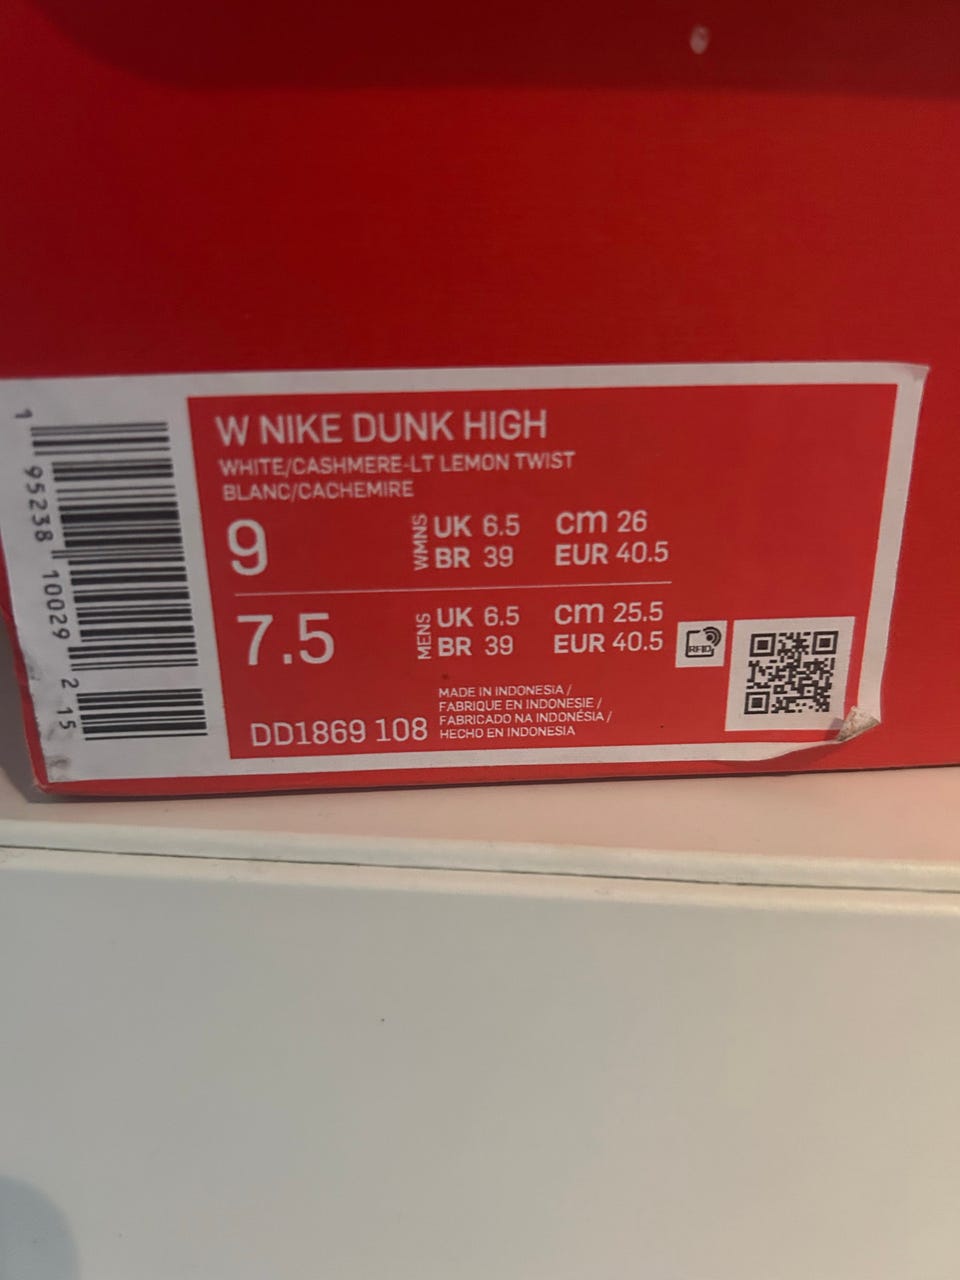 1 95238 10029 2 15
W NIKE DUNK HIGH
WHITE/CASHMERE-LT LEMON TWIST
BLANC/CACHEMIRE
9
WMNS
UK 6.5 cm 26
BR 39 EUR 40.5
7.5
MENS
UK 6.5 cm 25.5
BR 39 EUR 40.5
RFID
DD1869 108
MADE IN INDONESIA /
FABRIQUE EN INDONESIE /
FABRICADO NA INDONÉSIA /
HECHO EN INDONESIA